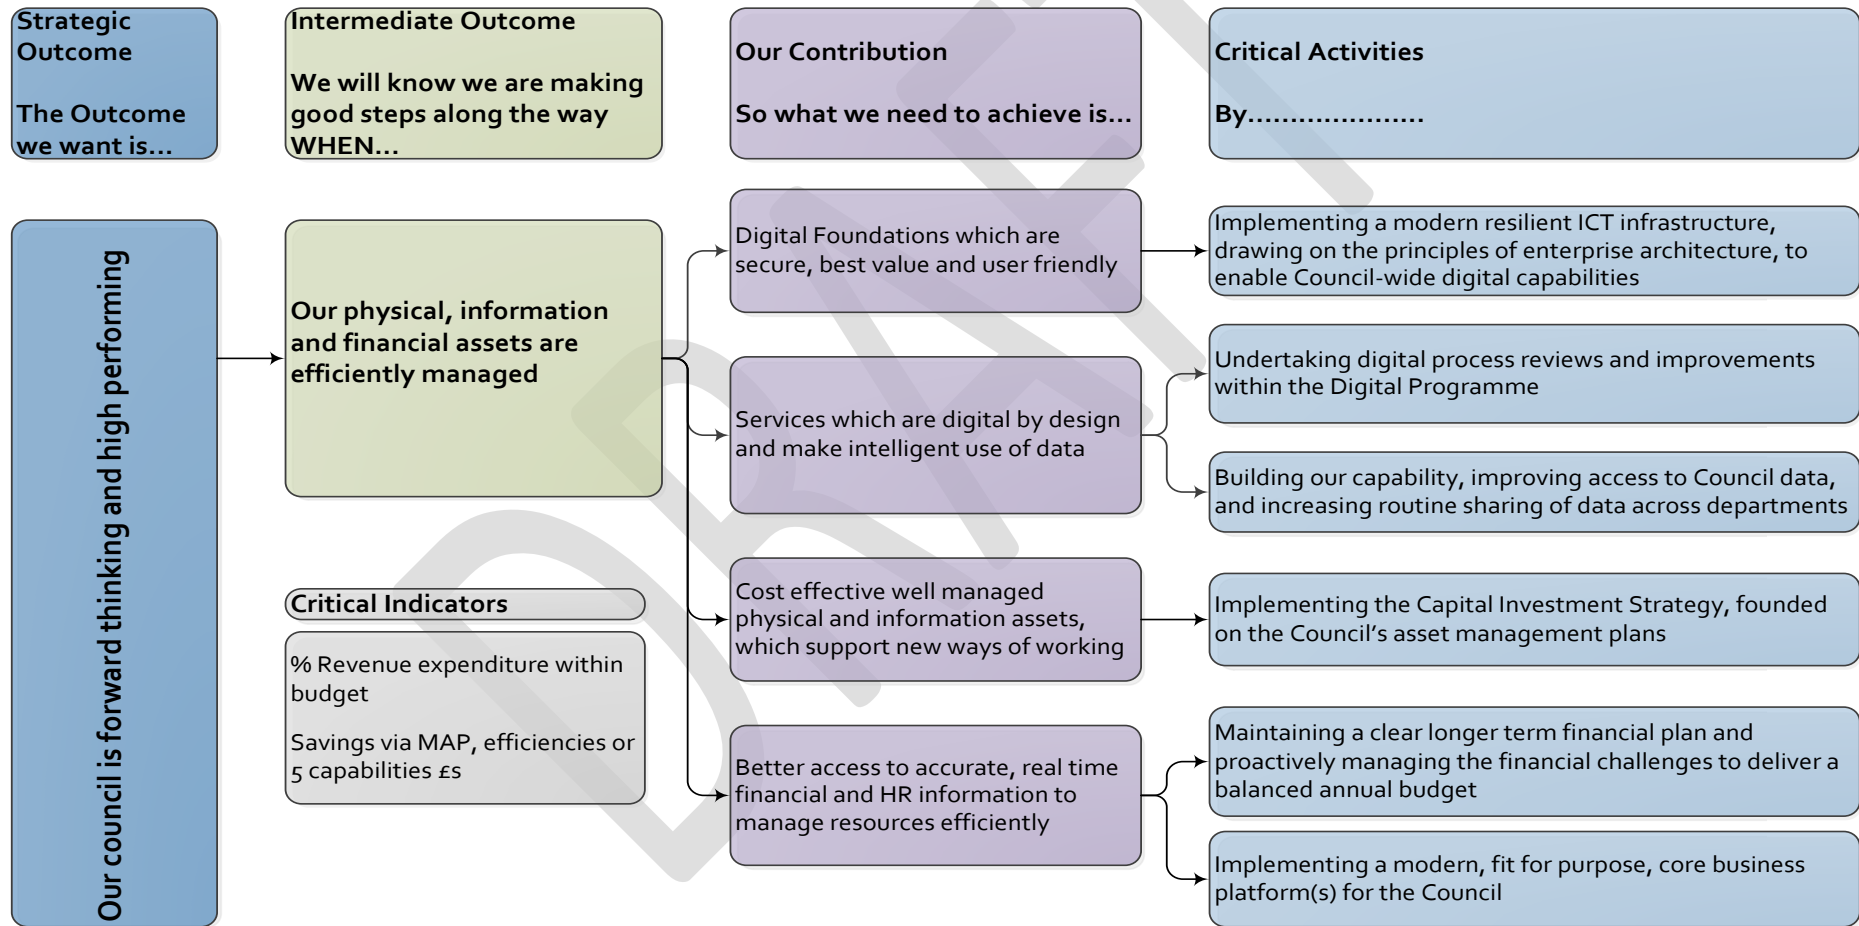 Strategic
Outcome
The Outcome
we want is...
Intermediate Outcome
We will know we are making
good steps along the way
WHEN...
Our Contribution
So what we need to achieve is...
Critical Activities
By.....................
Our council is forward thinking and high performing
Our physical, information
and financial assets are
efficiently managed
Critical Indicators
% Revenue expenditure within
budget
Savings via MAP, efficiencies or
5 capabilities £s
Digital Foundations which are
secure, best value and user friendly
Services which are digital by design
and make intelligent use of data
Cost effective well managed
physical and information assets,
which support new ways of working
Better access to accurate, real time
financial and HR information to
manage resources efficiently
Implementing a modern resilient ICT infrastructure,
drawing on the principles of enterprise architecture, to
enable Council-wide digital capabilities
Undertaking digital process reviews and improvements
within the Digital Programme
Building our capability, improving access to Council data,
and increasing routine sharing of data across departments
Implementing the Capital Investment Strategy, founded
on the Council’s asset management plans
Maintaining a clear longer term financial plan and
proactively managing the financial challenges to deliver a
balanced annual budget
Implementing a modern, fit for purpose, core business
platform(s) for the Council
DRAFT